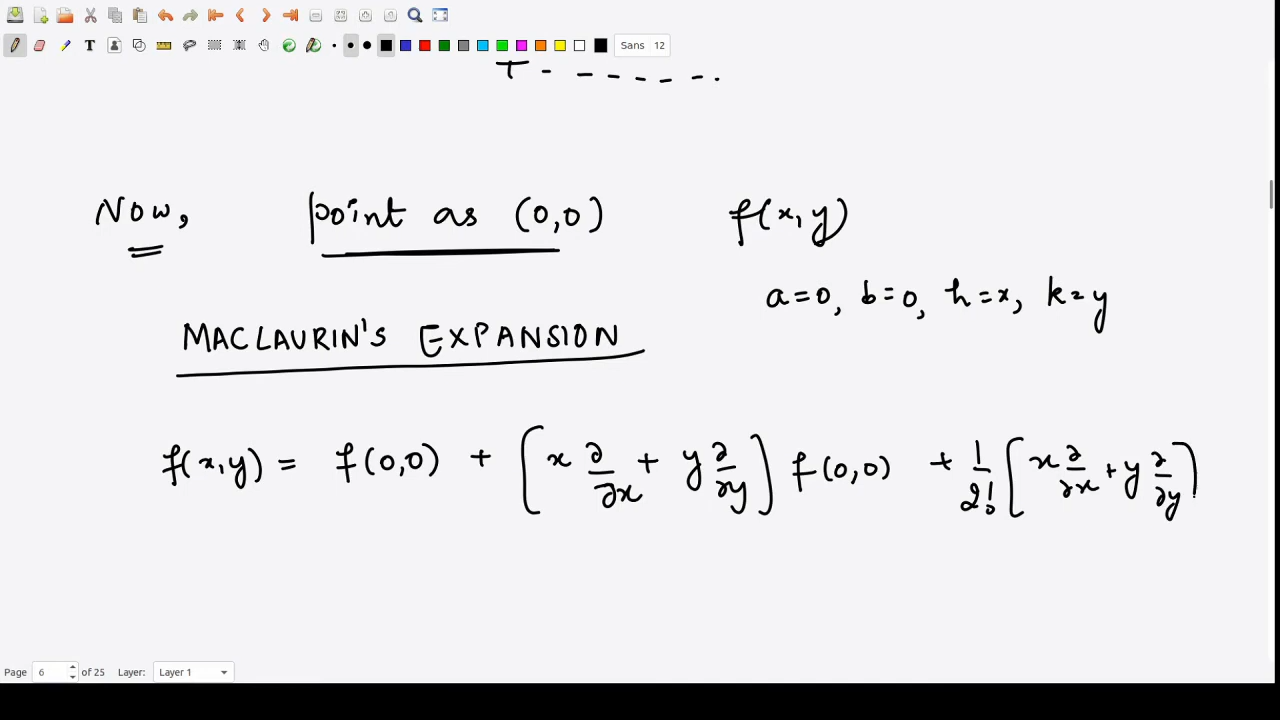 Sans 12
+ - - - - - - - .
Now, point as (0,0) f(x,y)
a=0, b=0, h=x, k=y
MACLAURIN'S EXPANSION
f(x,y) = f(0,0) + [x ∂/∂x + y ∂/∂y] f(0,0) + 1/2! [x ∂/∂x + y ∂/∂y]
Page 6 of 25 Layer: Layer 1